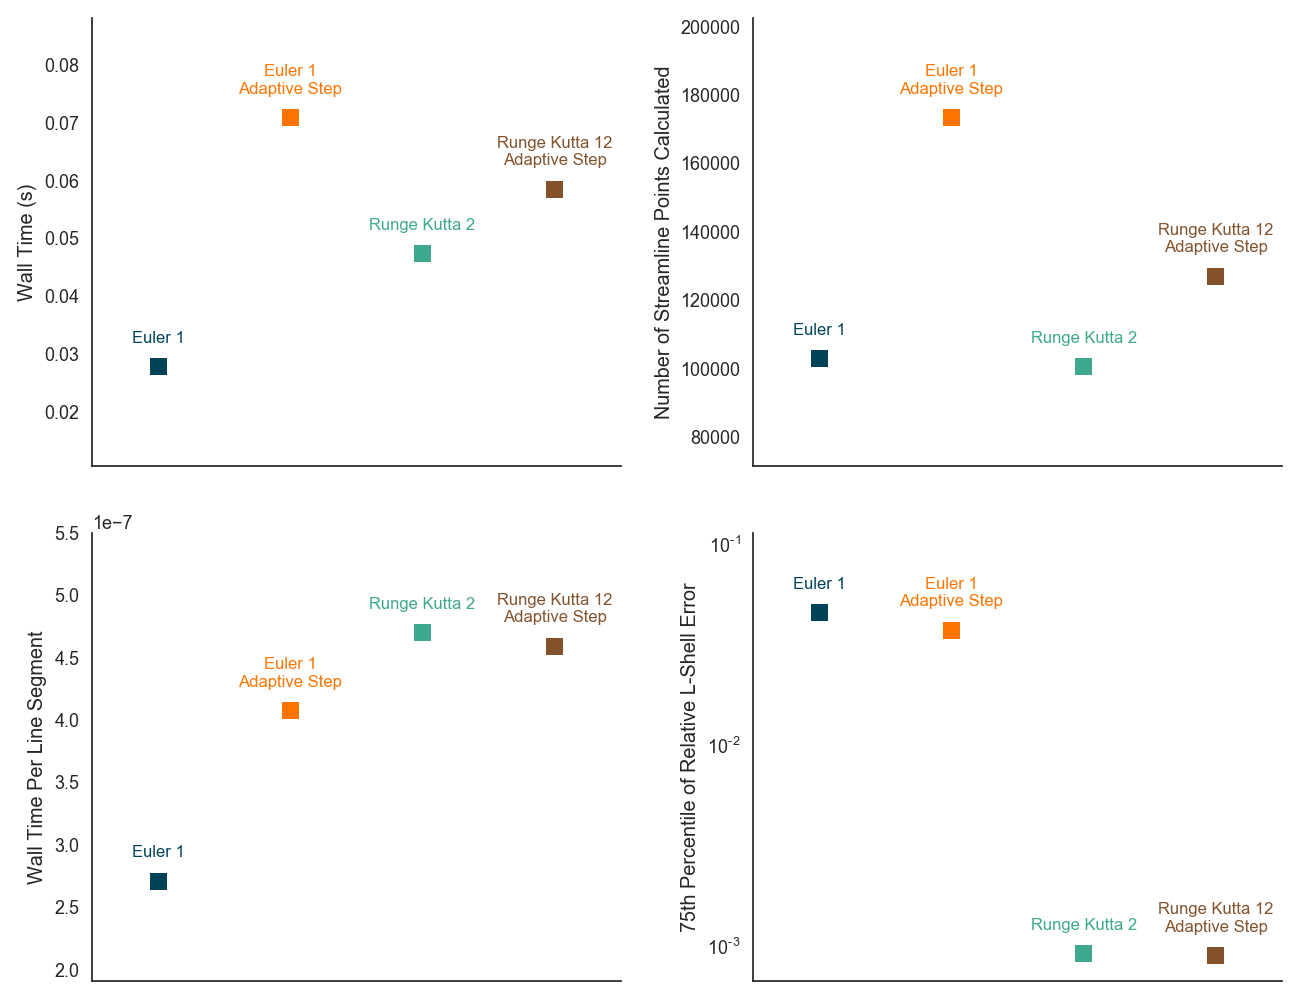 Wall Time (s)
0.08
0.07
0.06
0.05
0.04
0.03
0.02
Euler 1
Adaptive Step
Runge Kutta 12
Adaptive Step
Runge Kutta 2
Euler 1
Number of Streamline Points Calculated
200000
180000
160000
140000
120000
100000
80000
Euler 1
Adaptive Step
Runge Kutta 12
Adaptive Step
Euler 1
Runge Kutta 2
Wall Time Per Line Segment
1e−7
5.5
5.0
4.5
4.0
3.5
3.0
2.5
2.0
Runge Kutta 2
Runge Kutta 12
Adaptive Step
Euler 1
Adaptive Step
Euler 1
75th Percentile of Relative L-Shell Error
10⁻¹
10⁻²
10⁻³
Euler 1
Euler 1
Adaptive Step
Runge Kutta 2
Runge Kutta 12
Adaptive Step